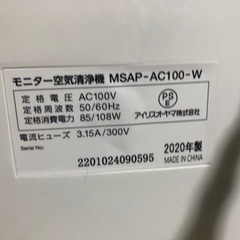 モニター空気清浄機 MSAP-AC100-W
定格電圧 AC100V
定格周波数 50/60Hz
定格消費電力 85/108W
電流ヒューズ 3.15A/300V
Serial No:
2201024090595
PS
E
アイリスオーヤマ株式会社
2020年製
MADE IN CHINA